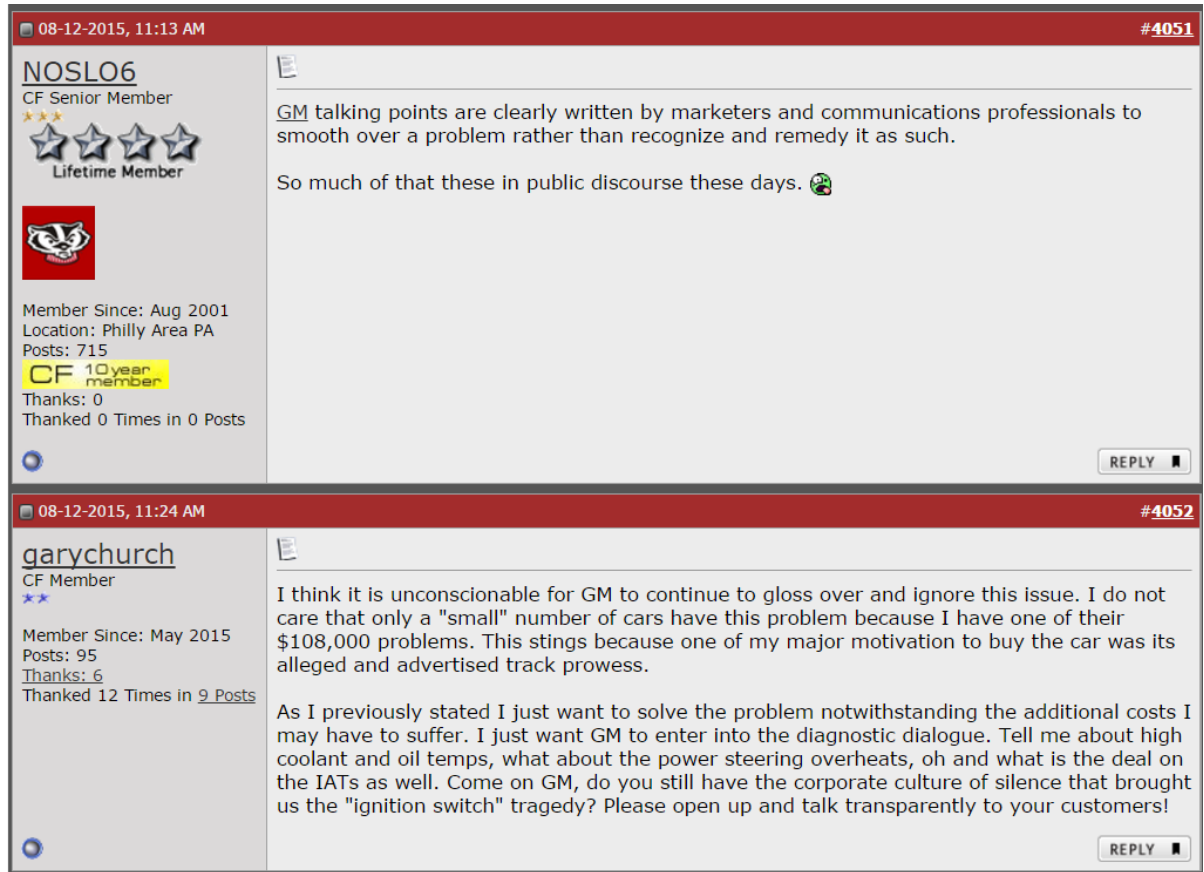 08-12-2015, 11:13 AM #4051
NOSLO6
CF Senior Member
Lifetime Member
Member Since: Aug 2001
Location: Philly Area PA
Posts: 715
CF 10 year member
Thanks: 0
Thanked 0 Times in 0 Posts
GM talking points are clearly written by marketers and communications professionals to
smooth over a problem rather than recognize and remedy it as such.
So much of that these in public discourse these days.
REPLY
08-12-2015, 11:24 AM #4052
garychurch
CF Member
Member Since: May 2015
Posts: 95
Thanks: 6
Thanked 12 Times in 9 Posts
I think it is unconscionable for GM to continue to gloss over and ignore this issue. I do not
care that only a "small" number of cars have this problem because I have one of their
$108,000 problems. This stings because one of my major motivation to buy the car was its
alleged and advertised track prowess.
As I previously stated I just want to solve the problem notwithstanding the additional costs I
may have to suffer. I just want GM to enter into the diagnostic dialogue. Tell me about high
coolant and oil temps, what about the power steering overheats, oh and what is the deal on
the IATs as well. Come on GM, do you still have the corporate culture of silence that brought
us the "ignition switch" tragedy? Please open up and talk transparently to your customers!
REPLY